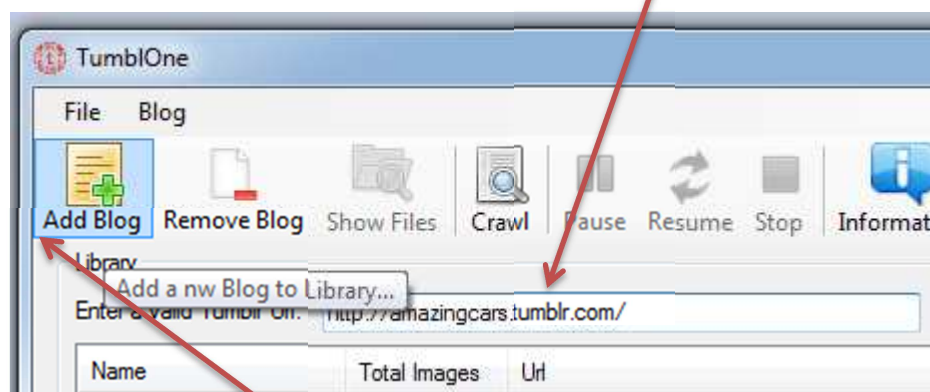 TumblOne
File Blog
Add Blog Remove Blog Show Files Crawl Pause Resume Stop Informat
Library
Add a nw Blog to Library...
Enter a valid Tumblr Url: http://amazingcars.tumblr.com/
Name Total Images Url